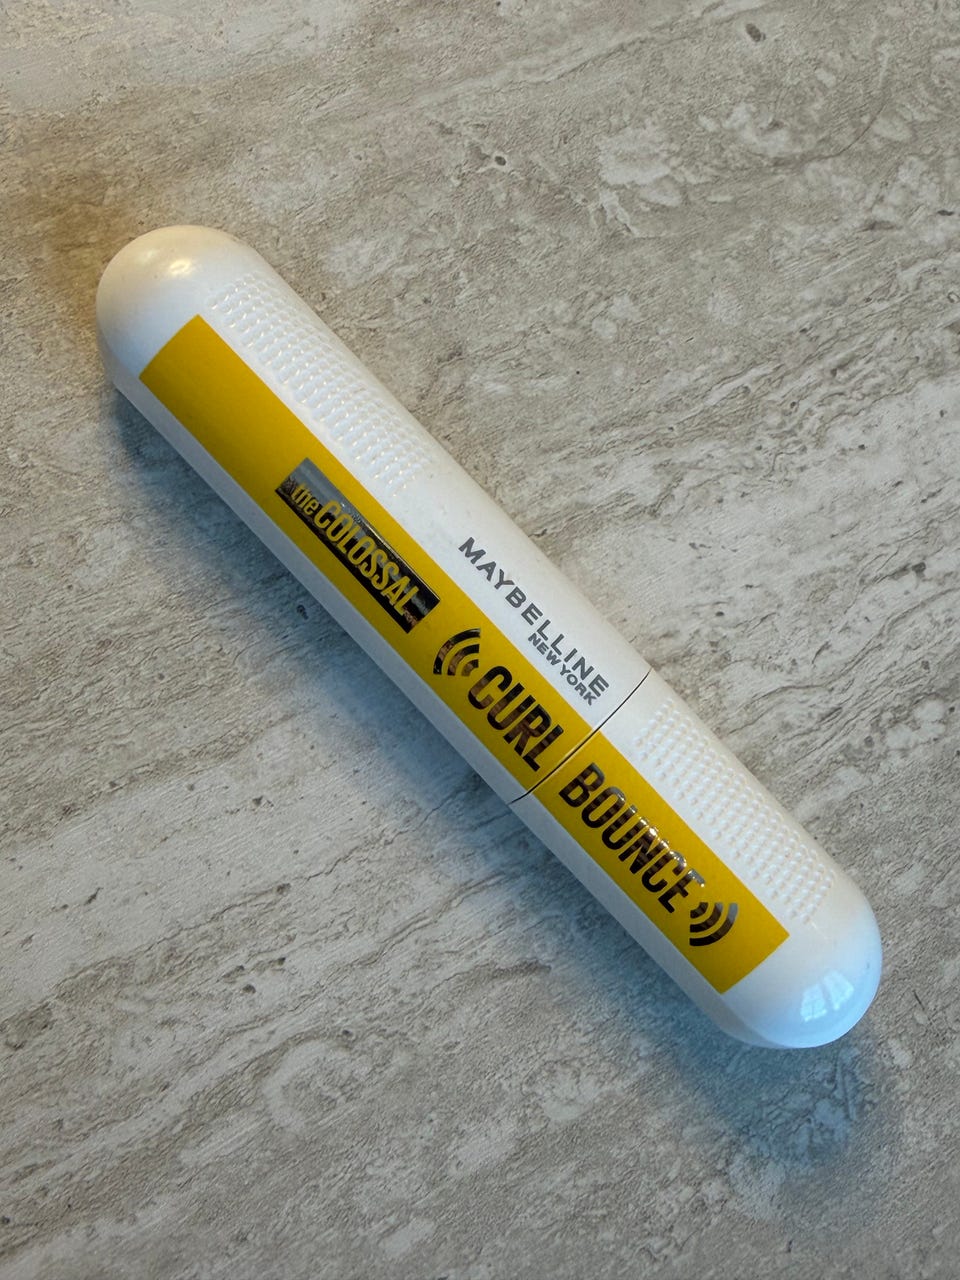 MAYBELLINE
NEW YORK
the COLOSSAL
CURL BOUNCE